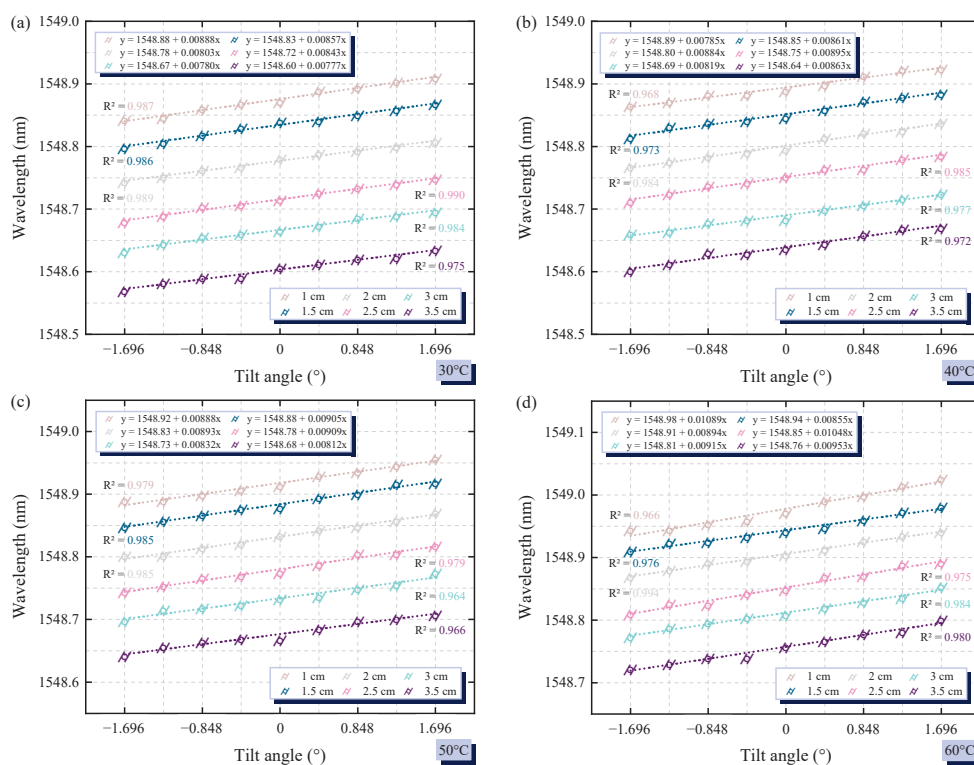 (a)
1549.0
1548.9
1548.8
1548.7
1548.6
1548.5
Wavelength (nm)
y = 1548.88 + 0.00888x y = 1548.83 + 0.00857x
y = 1548.78 + 0.00803x y = 1548.72 + 0.00843x
y = 1548.67 + 0.00780x y = 1548.60 + 0.00777x
R² = 0.987
R² = 0.986
R² = 0.989
R² = 0.990
R² = 0.984
R² = 0.975
1 cm 2 cm 3 cm
1.5 cm 2.5 cm 3.5 cm
−1.696 −0.848 0 0.848 1.696
Tilt angle (°)
30°C
(b)
1549.0
1548.9
1548.8
1548.7
1548.6
1548.5
Wavelength (nm)
y = 1548.89 + 0.00785x y = 1548.85 + 0.00861x
y = 1548.80 + 0.00884x y = 1548.75 + 0.00895x
y = 1548.69 + 0.00819x y = 1548.64 + 0.00863x
R² = 0.968
R² = 0.973
R² = 0.984
R² = 0.985
R² = 0.977
R² = 0.972
1 cm 2 cm 3 cm
1.5 cm 2.5 cm 3.5 cm
−1.696 −0.848 0 0.848 1.696
Tilt angle (°)
40°C
(c)
1549.0
1548.9
1548.8
1548.7
1548.6
Wavelength (nm)
y = 1548.92 + 0.00888x y = 1548.88 + 0.00905x
y = 1548.83 + 0.00893x y = 1548.78 + 0.00909x
y = 1548.73 + 0.00832x y = 1548.68 + 0.00812x
R² = 0.979
R² = 0.985
R² = 0.985
R² = 0.979
R² = 0.964
R² = 0.966
1 cm 2 cm 3 cm
1.5 cm 2.5 cm 3.5 cm
−1.696 −0.848 0 0.848 1.696
Tilt angle (°)
50°C
(d)
1549.1
1549.0
1548.9
1548.8
1548.7
Wavelength (nm)
y = 1548.98 + 0.01089x y = 1548.94 + 0.00855x
y = 1548.91 + 0.00894x y = 1548.85 + 0.01048x
y = 1548.81 + 0.00915x y = 1548.76 + 0.00953x
R² = 0.966
R² = 0.976
R² = 0.994
R² = 0.975
R² = 0.984
R² = 0.980
1 cm 2 cm 3 cm
1.5 cm 2.5 cm 3.5 cm
−1.696 −0.848 0 0.848 1.696
Tilt angle (°)
60°C